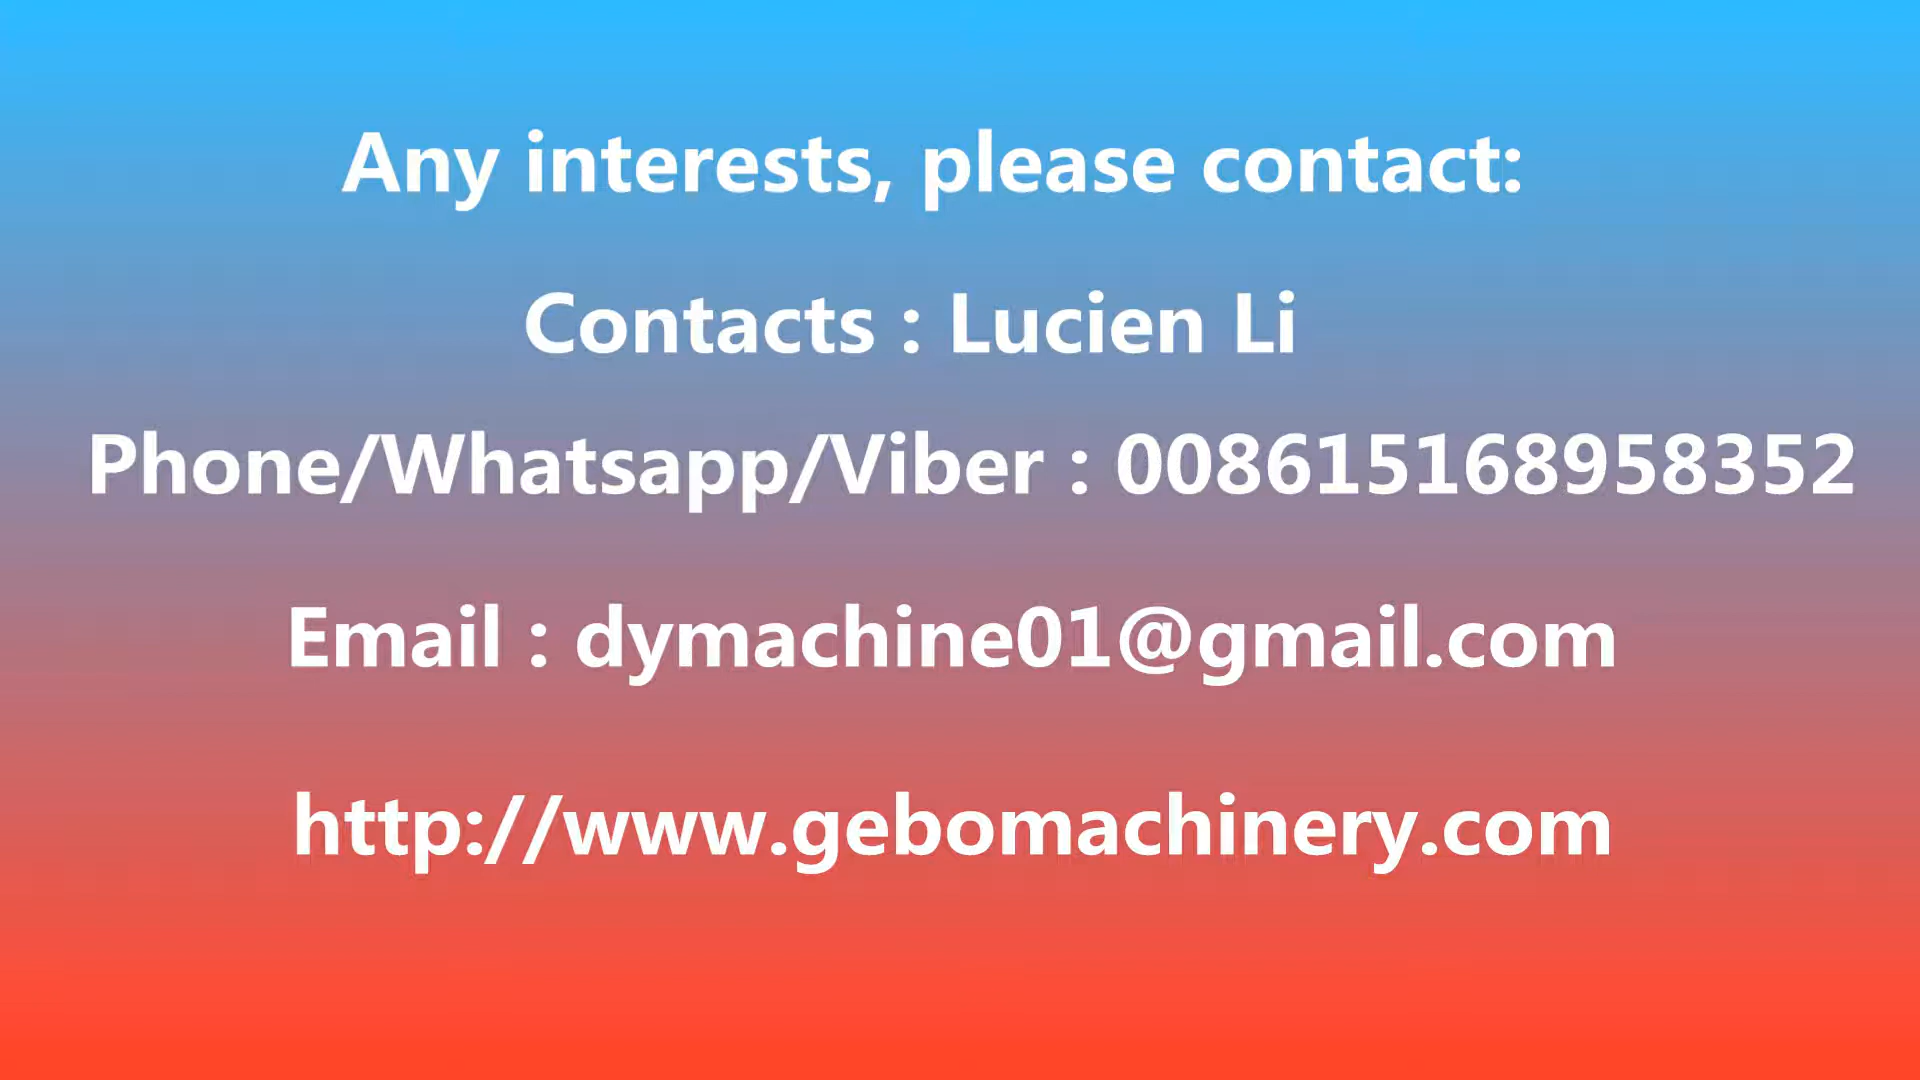 Any interests, please contact:
Contacts : Lucien Li
Phone/Whatsapp/Viber : 008615168958352
Email : dymachine01@gmail.com
http://www.gebomachinery.com